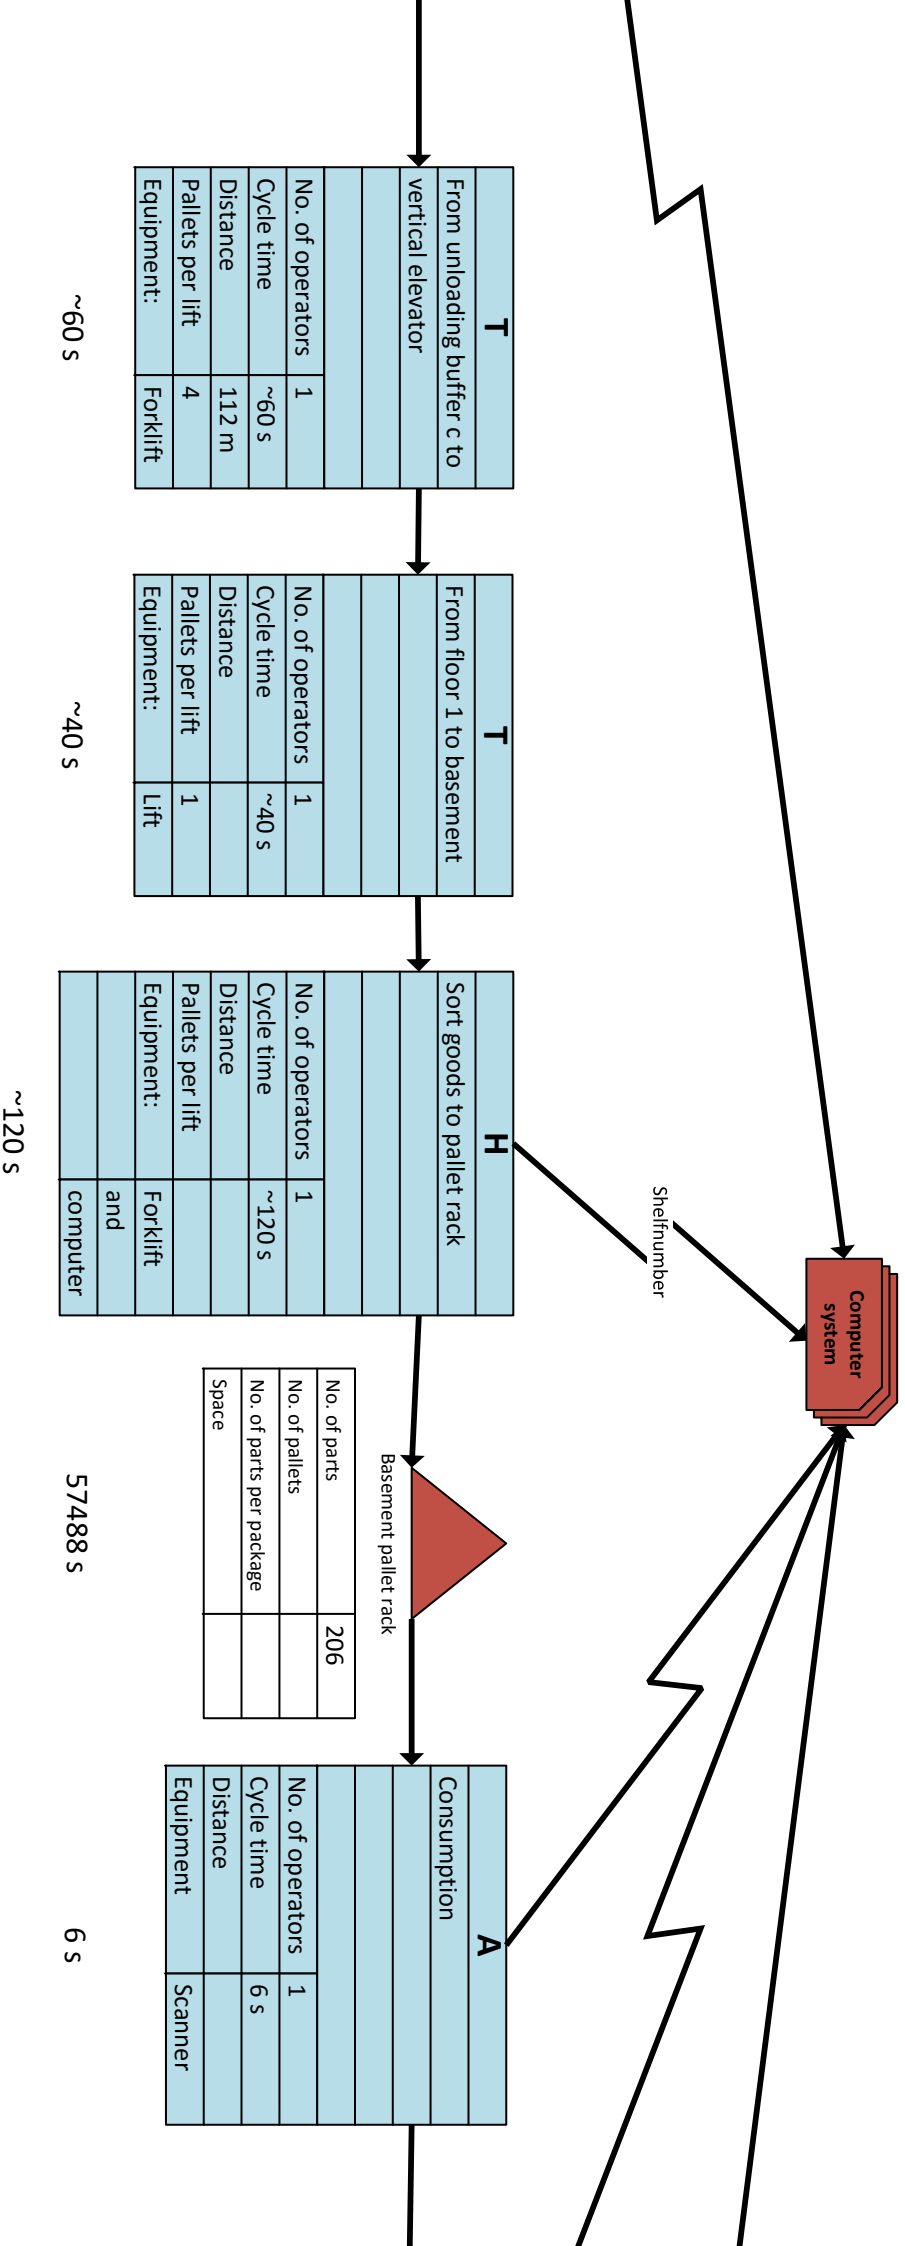 Computer
system
Shelfnumber
T
From unloading buffer c to
vertical elevator
No. of operators 1
Cycle time ~60 s
Distance 112 m
Pallets per lift 4
Equipment: Forklift
~60 s
T
From floor 1 to basement
No. of operators 1
Cycle time ~40 s
Distance
Pallets per lift 1
Equipment: Lift
~40 s
H
Sort goods to pallet rack
No. of operators 1
Cycle time ~120 s
Distance
Pallets per lift
Equipment: Forklift
and
computer
~120 s
Basement pallet rack
No. of parts 206
No. of pallets
No. of parts per package
Space
57488 s
A
Consumption
No. of operators 1
Cycle time 6 s
Distance
Equipment Scanner
6 s